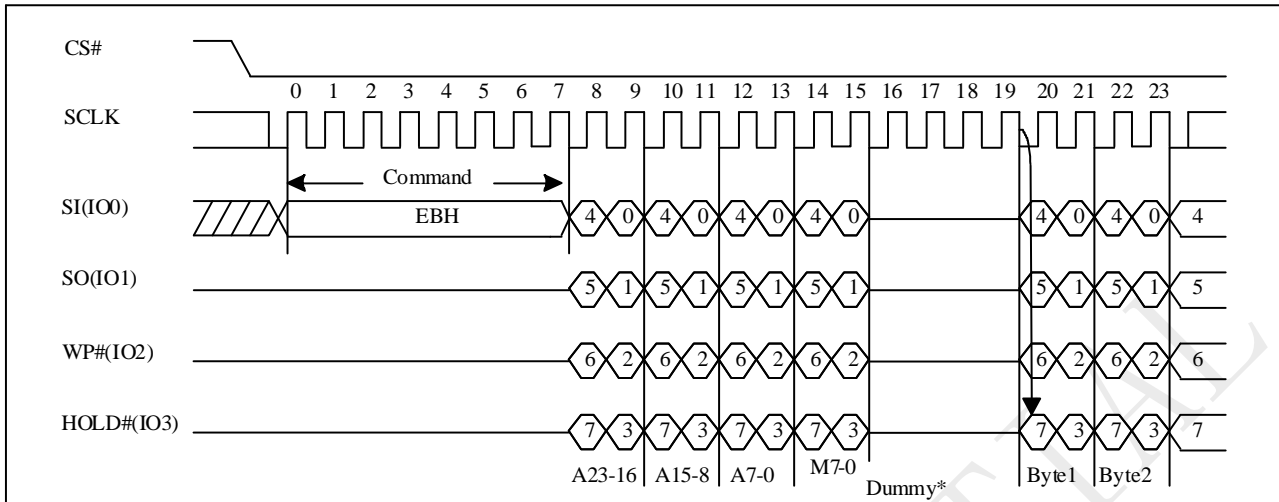 CS#
0 1 2 3 4 5 6 7 8 9 10 11 12 13 14 15 16 17 18 19 20 21 22 23
SCLK
Command
SI(IO0) EBH 4 0 4 0 4 0 4 0 4 0 4 0 4
SO(IO1) 5 1 5 1 5 1 5 1 5 1 5 1 5
WP#(IO2) 6 2 6 2 6 2 6 2 6 2 6 2 6
HOLD#(IO3) 7 3 7 3 7 3 7 3 7 3 7 3 7
A23-16 A15-8 A7-0 M7-0 Dummy* Byte1 Byte2